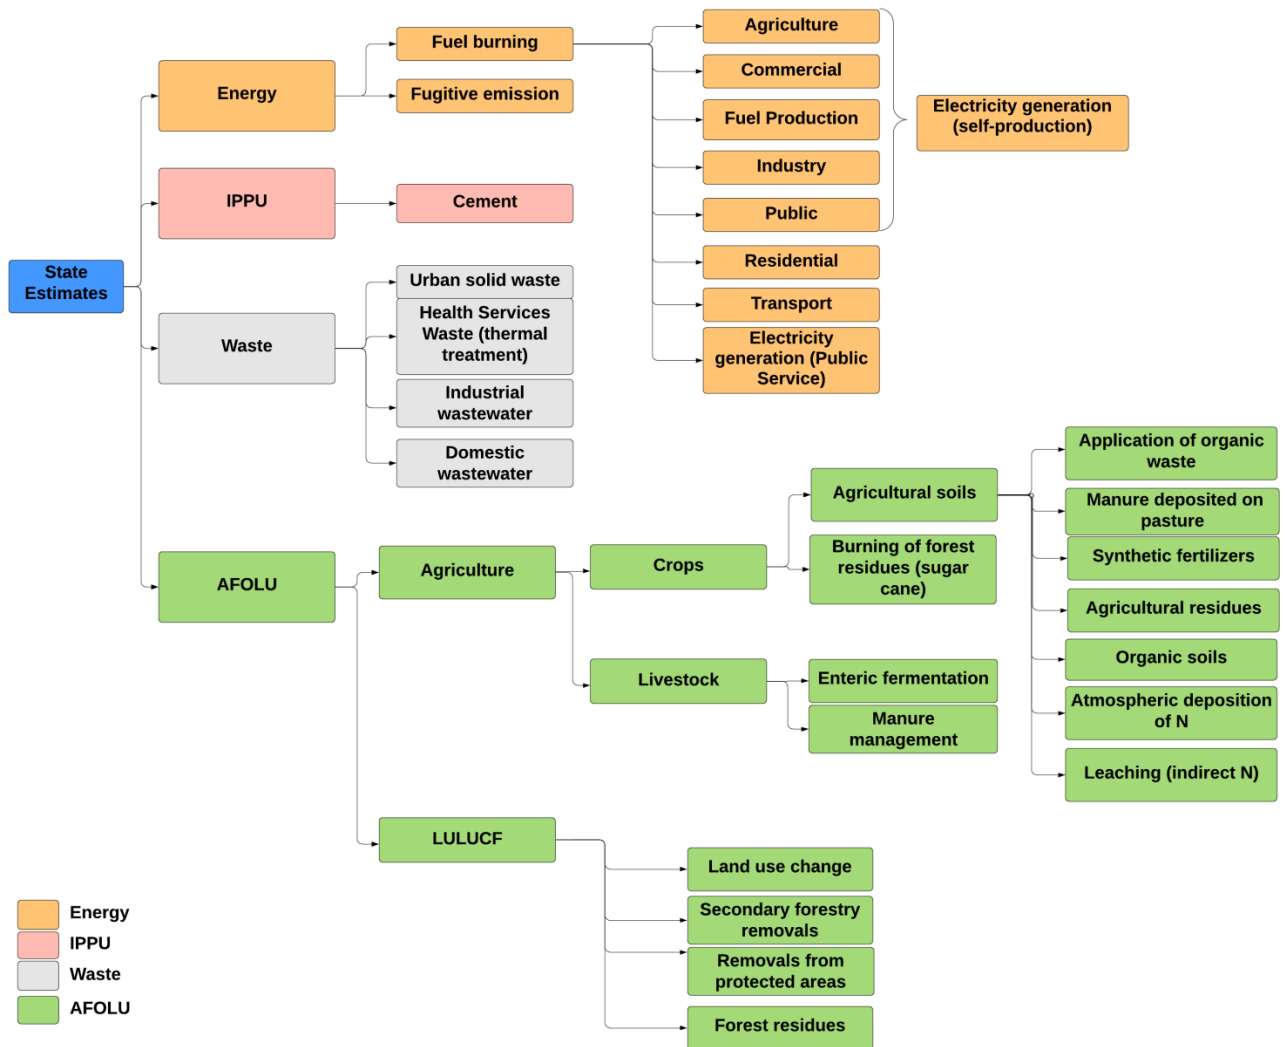 State
Estimates
Energy
Fuel burning
Fugitive emission
Agriculture
Commercial
Fuel Production
Industry
Public
Residential
Transport
Electricity
generation (Public
Service)
Electricity generation
(self-production)
IPPU
Cement
Waste
Urban solid waste
Health Services
Waste (thermal
treatment)
Industrial
wastewater
Domestic
wastewater
AFOLU
Agriculture
Crops
Agricultural soils
Burning of forest
residues (sugar
cane)
Application of organic
waste
Manure deposited on
pasture
Synthetic fertilizers
Agricultural residues
Organic soils
Atmospheric deposition
of N
Leaching (indirect N)
Livestock
Enteric fermentation
Manure
management
LULUCF
Land use change
Secondary forestry
removals
Removals from
protected areas
Forest residues
Energy
IPPU
Waste
AFOLU